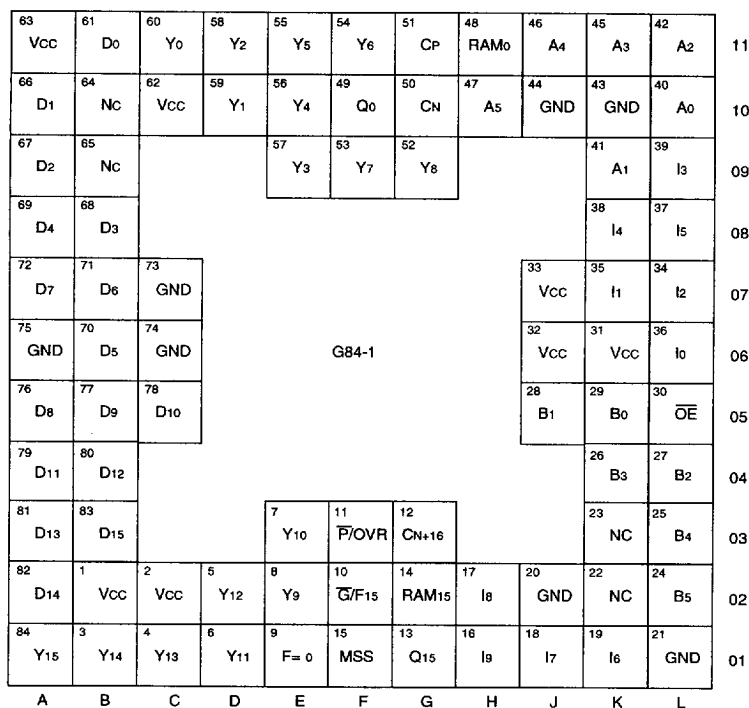 63 61 60 58 55 54 51 48 46 45 42
VCC D0 Y0 Y2 Y5 Y6 CP RAM0 A4 A3 A2 11
66 64 62 59 56 49 50 47 44 43 40
D1 NC VCC Y1 Y4 Q0 CN A5 GND GND A0 10
67 65 57 53 52 41 39
D2 NC Y3 Y7 Y8 A1 I3 09
69 68 38 37
D4 D3 I4 I5 08
72 71 73 33 35 34
D7 D6 GND VCC I1 I2 07
75 70 74 32 31 36
GND D5 GND G84-1 VCC VCC I0 06
76 77 78 28 29 30
D8 D9 D10 B1 B0 O̅E̅ 05
79 80 26 27
D11 D12 B3 B2 04
81 83 7 11 12 23 25
D13 D15 Y10 P̅/OVR CN+16 NC B4 03
82 1 2 5 8 10 14 17 20 22 24
D14 VCC VCC Y12 Y9 G̅/F15 RAM15 I8 GND NC B5 02
84 3 4 6 9 15 13 16 18 19 21
Y15 Y14 Y13 Y11 F= 0 MSS Q15 I9 I7 I6 GND 01
A B C D E F G H J K L